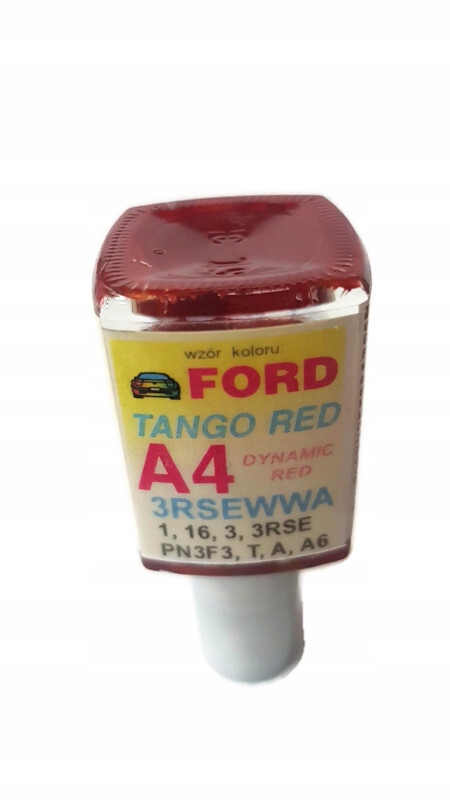 wzór koloru:
FORD
TANGO RED
A4 DYNAMIC
RED
3RSEWWA
1, 16, 3, 3RSE
PN3F3, T, A, A6